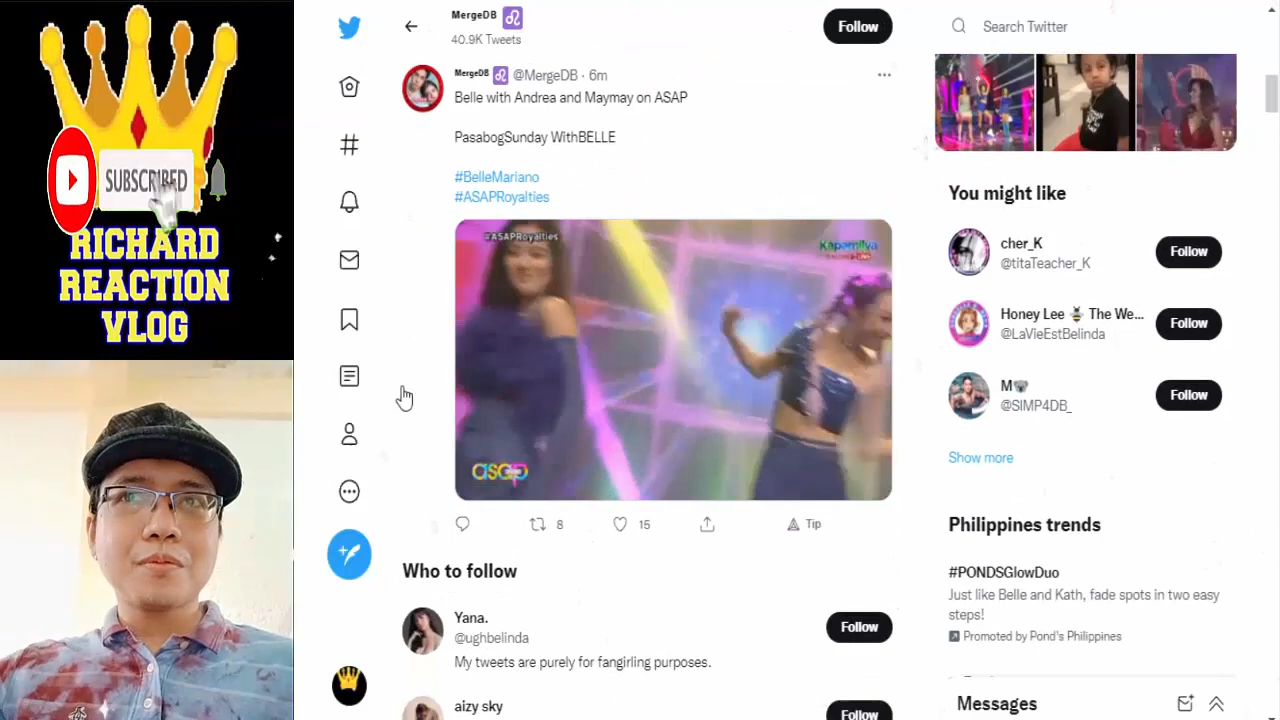 SUBSCRIBED
RICHARD
REACTION
VLOG
MergeDB ♌
40.9K Tweets
Follow
Search Twitter
MergeDB ♌ @MergeDB · 6m
Belle with Andrea and Maymay on ASAP
PasabogSunday WithBELLE
#BelleMariano
#ASAPRoyalties
#ASAPRoyalties
Kapamilya
asap
8
15
Tip
Who to follow
Yana.
@ughbelinda
Follow
My tweets are purely for fangirling purposes.
aizy sky
Follow
You might like
cher_K
@titaTeacher_K
Follow
Honey Lee 🐝 The We...
@LaVieEstBelinda
Follow
M🐨
@SIMP4DB_
Follow
Show more
Philippines trends
#PONDSGlowDuo
Just like Belle and Kath, fade spots in two easy
steps!
Promoted by Pond's Philippines
Messages